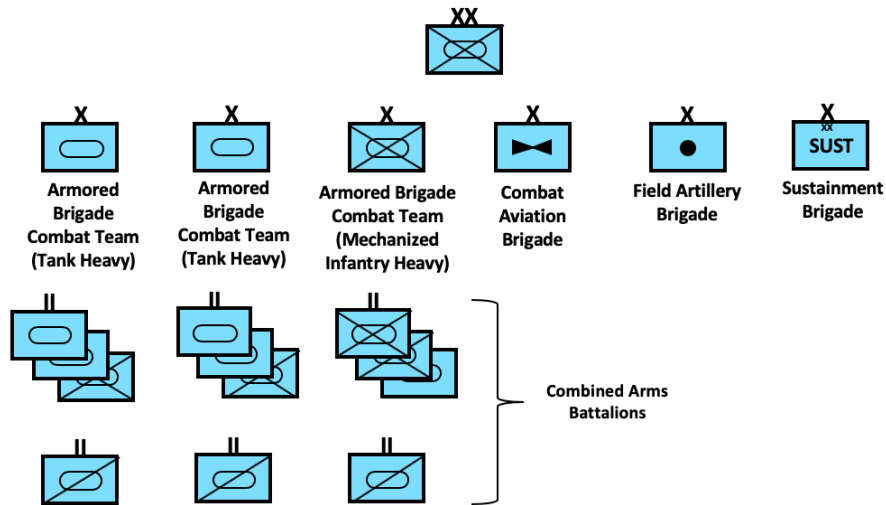 XX
X
X
X
X
X
X
XX
SUST
Armored
Brigade
Combat Team
(Tank Heavy)
Armored
Brigade
Combat Team
(Tank Heavy)
Armored Brigade
Combat Team
(Mechanized
Infantry Heavy)
Combat
Aviation
Brigade
Field Artillery
Brigade
Sustainment
Brigade
II
II
II
Combined Arms
Battalions
II
II
II